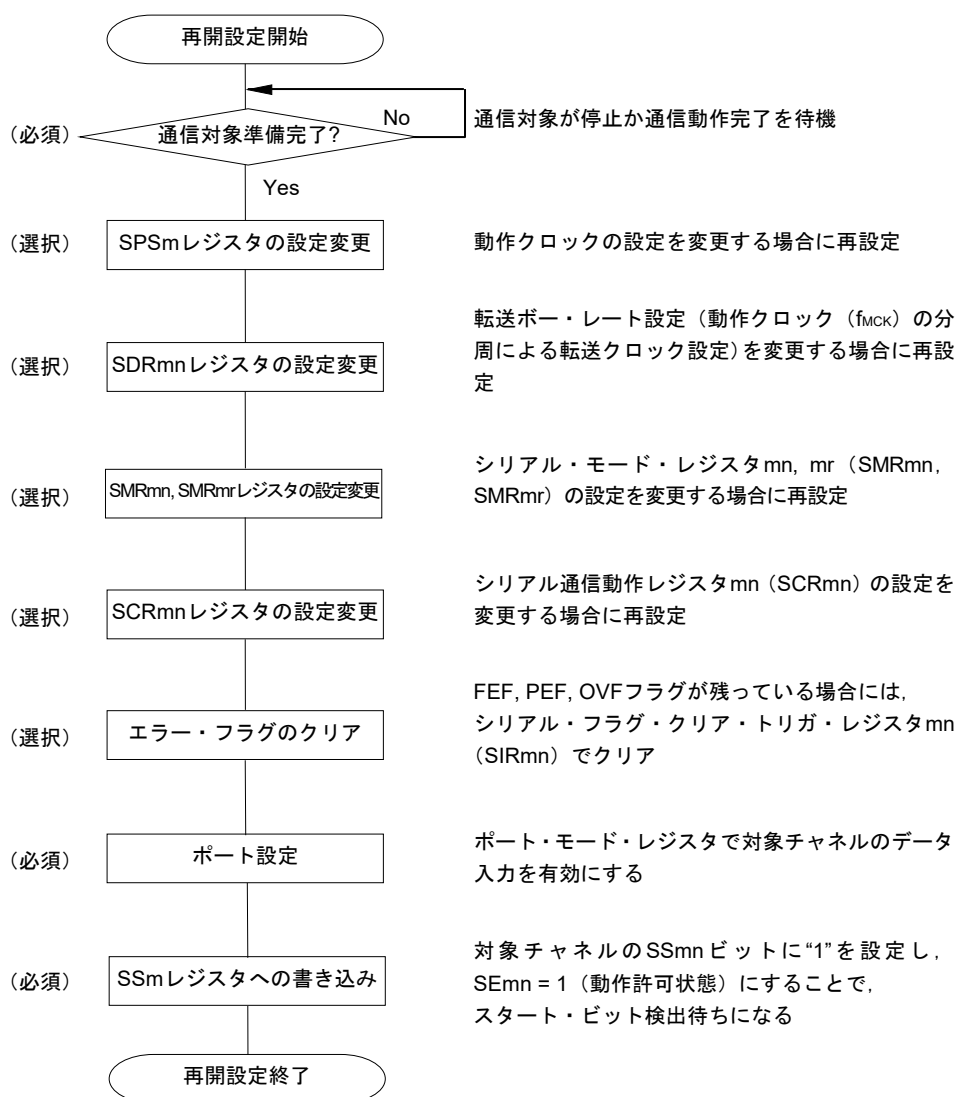 再開設定開始
(必須)
通信対象準備完了?
No
通信対象が停止か通信動作完了を待機
Yes
(選択)
SPSmレジスタの設定変更
動作クロックの設定を変更する場合に再設定
(選択)
SDRmnレジスタの設定変更
転送ボー・レート設定（動作クロック（fMCK）の分
周による転送クロック設定）を変更する場合に再設
定
(選択)
SMRmn, SMRmrレジスタの設定変更
シリアル・モード・レジスタmn, mr（SMRmn,
SMRmr）の設定を変更する場合に再設定
(選択)
SCRmnレジスタの設定変更
シリアル通信動作レジスタmn（SCRmn）の設定を
変更する場合に再設定
(選択)
エラー・フラグのクリア
FEF, PEF, OVFフラグが残っている場合には,
シリアル・フラグ・クリア・トリガ・レジスタmn
（SIRmn）でクリア
(必須)
ポート設定
ポート・モード・レジスタで対象チャネルのデータ
入力を有効にする
(必須)
SSmレジスタへの書き込み
対象チャネルのSSmnビットに“1”を設定し,
SEmn = 1（動作許可状態）にすることで,
スタート・ビット検出待ちになる
再開設定終了